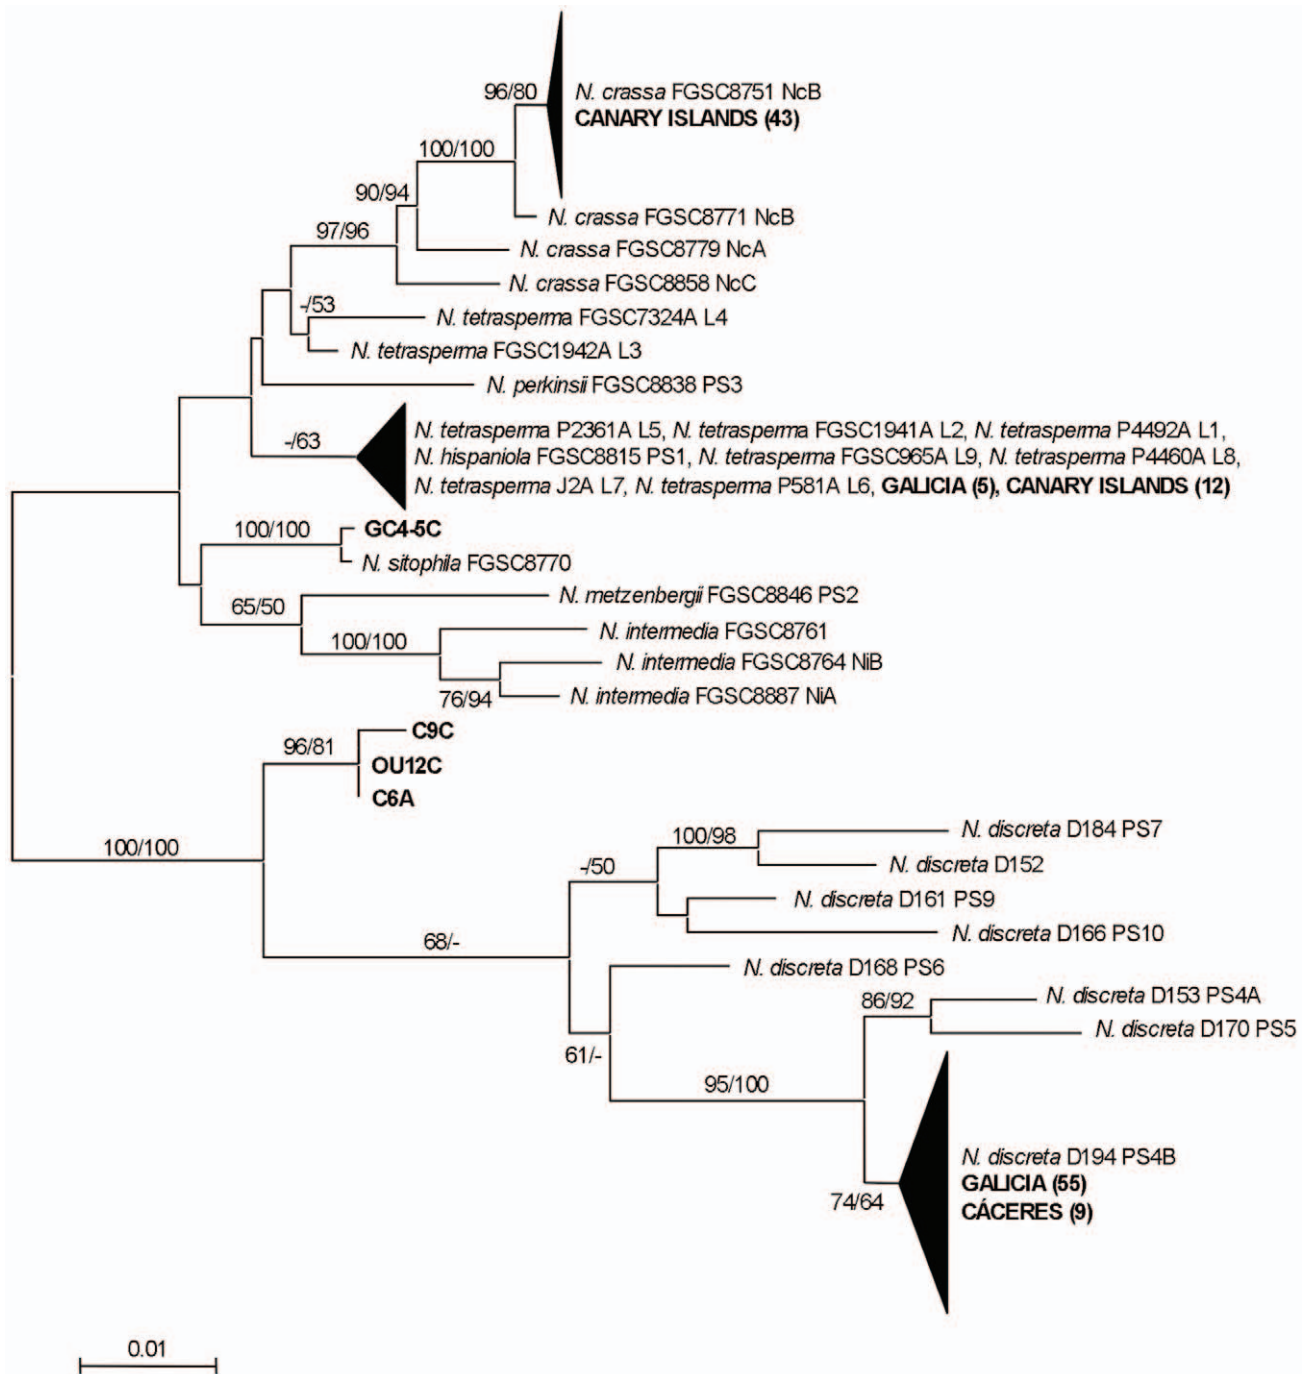 96/80
N. crassa FGSC8751 NcB
CANARY ISLANDS (43)
100/100
90/94
N. crassa FGSC8771 NcB
97/96
N. crassa FGSC8779 NcA
N. crassa FGSC8858 NcC
-/53
N. tetrasperma FGSC7324A L4
N. tetrasperma FGSC1942A L3
N. perkinsii FGSC8838 PS3
-/63
N. tetrasperma P2361A L5, N. tetrasperma FGSC1941A L2, N. tetrasperma P4492A L1,
N. hispaniola FGSC8815 PS1, N. tetrasperma FGSC965A L9, N. tetrasperma P4460A L8,
N. tetrasperma J2A L7, N. tetrasperma P581A L6, GALICIA (5), CANARY ISLANDS (12)
100/100
GC4-5C
N. sitophila FGSC8770
65/50
N. metzenbergii FGSC8846 PS2
100/100
N. intermedia FGSC8761
N. intermedia FGSC8764 NiB
76/94
N. intermedia FGSC8887 NiA
96/81
C9C
OU12C
C6A
100/100
100/98
N. discreta D184 PS7
-/50
N. discreta D152
N. discreta D161 PS9
N. discreta D166 PS10
68/-
N. discreta D168 PS6
86/92
N. discreta D153 PS4A
N. discreta D170 PS5
61/-
95/100
N. discreta D194 PS4B
GALICIA (55)
CÁCERES (9)
74/64
0.01